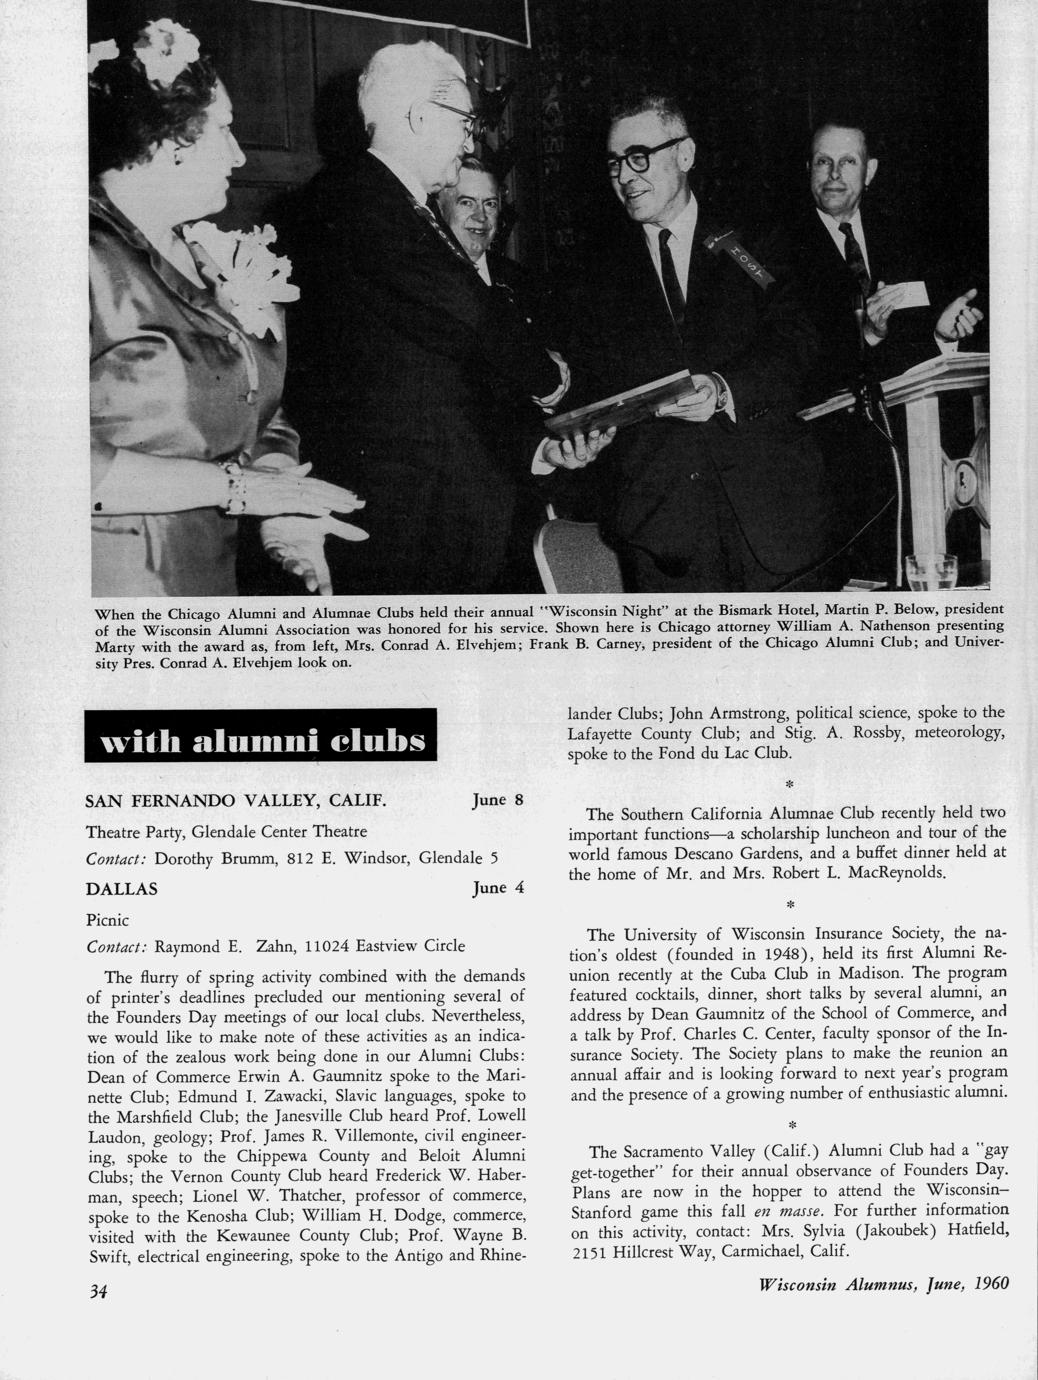 HOST
When the Chicago Alumni and Alumnae Clubs held their annual "Wisconsin Night" at the Bismark Hotel, Martin P. Below, president
of the Wisconsin Alumni Association was honored for his service. Shown here is Chicago attorney William A. Nathenson presenting
Marty with the award as, from left, Mrs. Conrad A. Elvehjem; Frank B. Carney, president of the Chicago Alumni Club; and Univer-
sity Pres. Conrad A. Elvehjem look on.
with alumni clubs
SAN FERNANDO VALLEY, CALIF. June 8
Theatre Party, Glendale Center Theatre
Contact: Dorothy Brumm, 812 E. Windsor, Glendale 5
DALLAS June 4
Picnic
Contact: Raymond E. Zahn, 11024 Eastview Circle
The flurry of spring activity combined with the demands
of printer's deadlines precluded our mentioning several of
the Founders Day meetings of our local clubs. Nevertheless,
we would like to make note of these activities as an indica-
tion of the zealous work being done in our Alumni Clubs:
Dean of Commerce Erwin A. Gaumnitz spoke to the Mari-
nette Club; Edmund I. Zawacki, Slavic languages, spoke to
the Marshfield Club; the Janesville Club heard Prof. Lowell
Laudon, geology; Prof. James R. Villemonte, civil engineer-
ing, spoke to the Chippewa County and Beloit Alumni
Clubs; the Vernon County Club heard Frederick W. Haber-
man, speech; Lionel W. Thatcher, professor of commerce,
spoke to the Kenosha Club; William H. Dodge, commerce,
visited with the Kewaunee County Club; Prof. Wayne B.
Swift, electrical engineering, spoke to the Antigo and Rhine-
lander Clubs; John Armstrong, political science, spoke to the
Lafayette County Club; and Stig. A. Rossby, meteorology,
spoke to the Fond du Lac Club.
*
The Southern California Alumnae Club recently held two
important functions—a scholarship luncheon and tour of the
world famous Descano Gardens, and a buffet dinner held at
the home of Mr. and Mrs. Robert L. MacReynolds.
*
The University of Wisconsin Insurance Society, the na-
tion's oldest (founded in 1948), held its first Alumni Re-
union recently at the Cuba Club in Madison. The program
featured cocktails, dinner, short talks by several alumni, an
address by Dean Gaumnitz of the School of Commerce, and
a talk by Prof. Charles C. Center, faculty sponsor of the In-
surance Society. The Society plans to make the reunion an
annual affair and is looking forward to next year's program
and the presence of a growing number of enthusiastic alumni.
*
The Sacramento Valley (Calif.) Alumni Club had a "gay
get-together" for their annual observance of Founders Day.
Plans are now in the hopper to attend the Wisconsin–
Stanford game this fall en masse. For further information
on this activity, contact: Mrs. Sylvia (Jakoubek) Hatfield,
2151 Hillcrest Way, Carmichael, Calif.
34
Wisconsin Alumnus, June, 1960